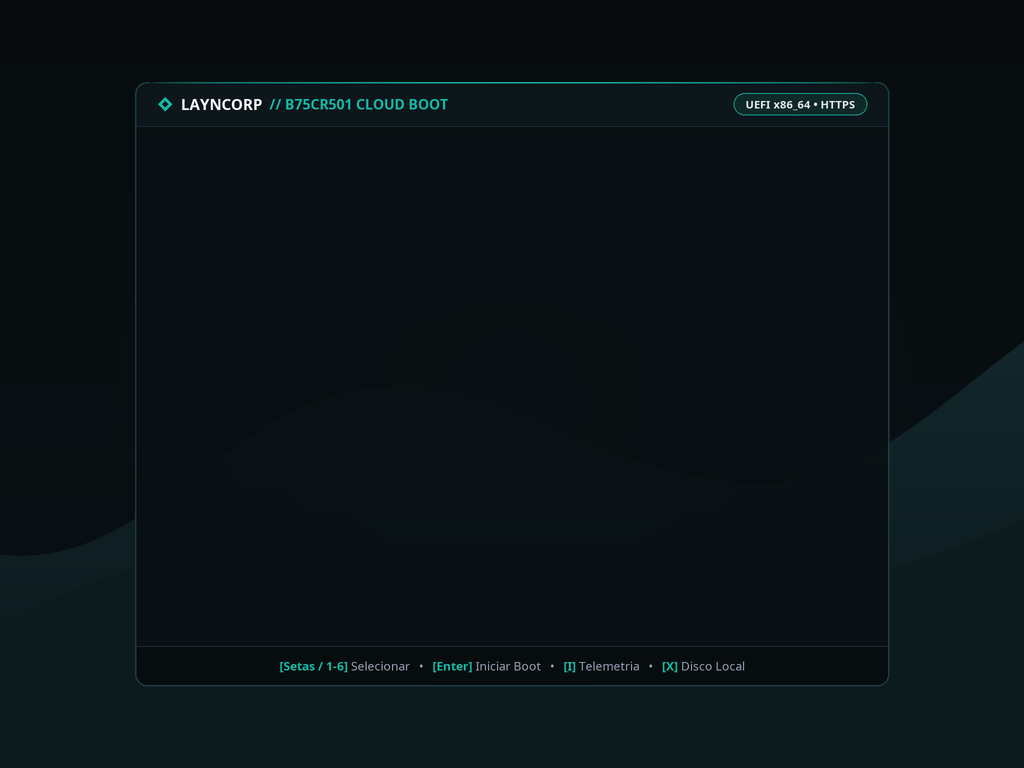 LAYNCORP // B75CR501 CLOUD BOOT
UEFI x86_64 • HTTPS
[Setas / 1-6] Selecionar • [Enter] Iniciar Boot • [I] Telemetria • [X] Disco Local